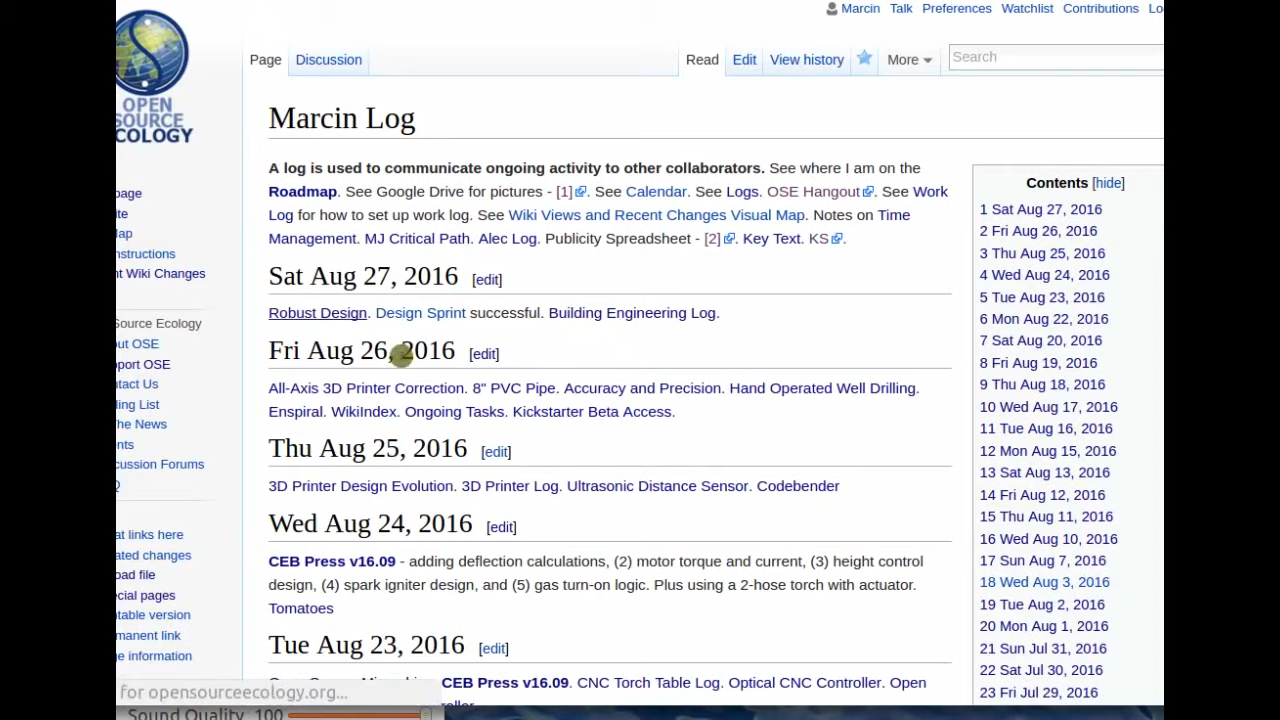 Marcin Talk Preferences Watchlist Contributions Lo
Page Discussion Read Edit View history More Search
OPEN
SOURCE
ECOLOGY
Marcin Log
A log is used to communicate ongoing activity to other collaborators. See where I am on the
Roadmap. See Google Drive for pictures - [1]. See Calendar. See Logs. OSE Hangout. See Work
Log for how to set up work log. See Wiki Views and Recent Changes Visual Map. Notes on Time
Management. MJ Critical Path. Alec Log. Publicity Spreadsheet - [2]. Key Text. KS.
Sat Aug 27, 2016 [edit]
Robust Design. Design Sprint successful. Building Engineering Log.
Fri Aug 26, 2016 [edit]
All-Axis 3D Printer Correction. 8" PVC Pipe. Accuracy and Precision. Hand Operated Well Drilling.
Enspiral. WikiIndex. Ongoing Tasks. Kickstarter Beta Access.
Thu Aug 25, 2016 [edit]
3D Printer Design Evolution. 3D Printer Log. Ultrasonic Distance Sensor. Codebender
Wed Aug 24, 2016 [edit]
CEB Press v16.09 - adding deflection calculations, (2) motor torque and current, (3) height control
design, (4) spark igniter design, and (5) gas turn-on logic. Plus using a 2-hose torch with actuator.
Tomatoes
Tue Aug 23, 2016 [edit]
CEB Press v16.09. CNC Torch Table Log. Optical CNC Controller. Open
Contents [hide]
1 Sat Aug 27, 2016
2 Fri Aug 26, 2016
3 Thu Aug 25, 2016
4 Wed Aug 24, 2016
5 Tue Aug 23, 2016
6 Mon Aug 22, 2016
7 Sat Aug 20, 2016
8 Fri Aug 19, 2016
9 Thu Aug 18, 2016
10 Wed Aug 17, 2016
11 Tue Aug 16, 2016
12 Mon Aug 15, 2016
13 Sat Aug 13, 2016
14 Fri Aug 12, 2016
15 Thu Aug 11, 2016
16 Wed Aug 10, 2016
17 Sun Aug 7, 2016
18 Wed Aug 3, 2016
19 Tue Aug 2, 2016
20 Mon Aug 1, 2016
21 Sun Jul 31, 2016
22 Sat Jul 30, 2016
23 Fri Jul 29, 2016
page
ite
lap
nstructions
nt Wiki Changes
Source Ecology
out OSE
pport OSE
ntact Us
ling List
The News
ents
cussion Forums
Q
at links here
ated changes
oad file
ecial pages
ntable version
manent link
ge information
for opensourceecology.org...
Sound Quality 100